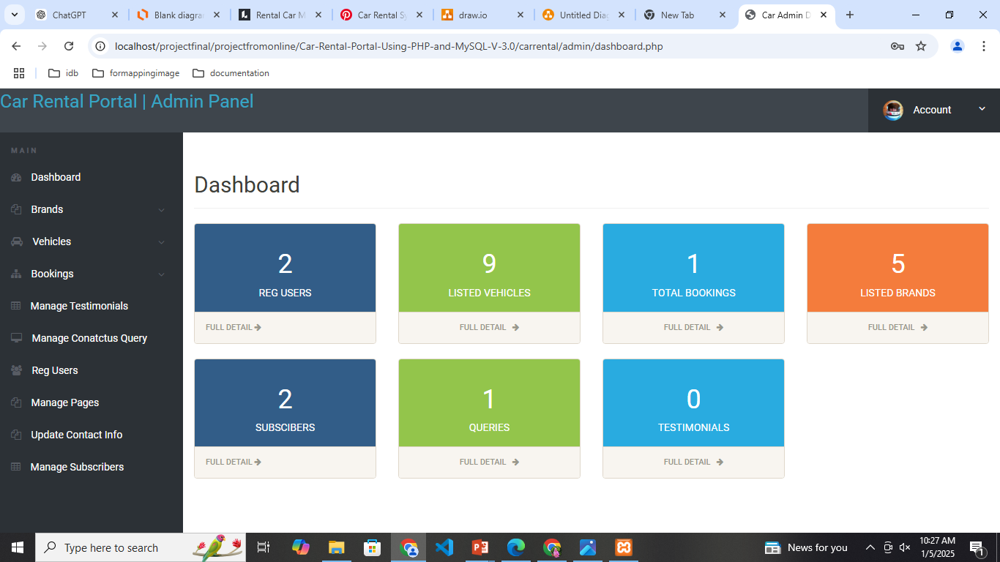 ChatGPT
Blank diagra
Rental Car M
Car Rental Sy
draw.io
Untitled Dia
New Tab
Car Admin D
localhost/projectfinal/projectfromonline/Car-Rental-Portal-Using-PHP-and-MySQL-V-3.0/carrental/admin/dashboard.php
idb
formappingimage
documentation
Car Rental Portal | Admin Panel
Account
MAIN
Dashboard
Brands
Vehicles
Bookings
Manage Testimonials
Manage Conatctus Query
Reg Users
Manage Pages
Update Contact Info
Manage Subscribers
Dashboard
2
REG USERS
FULL DETAIL
9
LISTED VEHICLES
FULL DETAIL
1
TOTAL BOOKINGS
FULL DETAIL
5
LISTED BRANDS
FULL DETAIL
2
SUBSCIBERS
FULL DETAIL
1
QUERIES
FULL DETAIL
0
TESTIMONIALS
FULL DETAIL
Type here to search
News for you
10:27 AM
1/5/2025
1